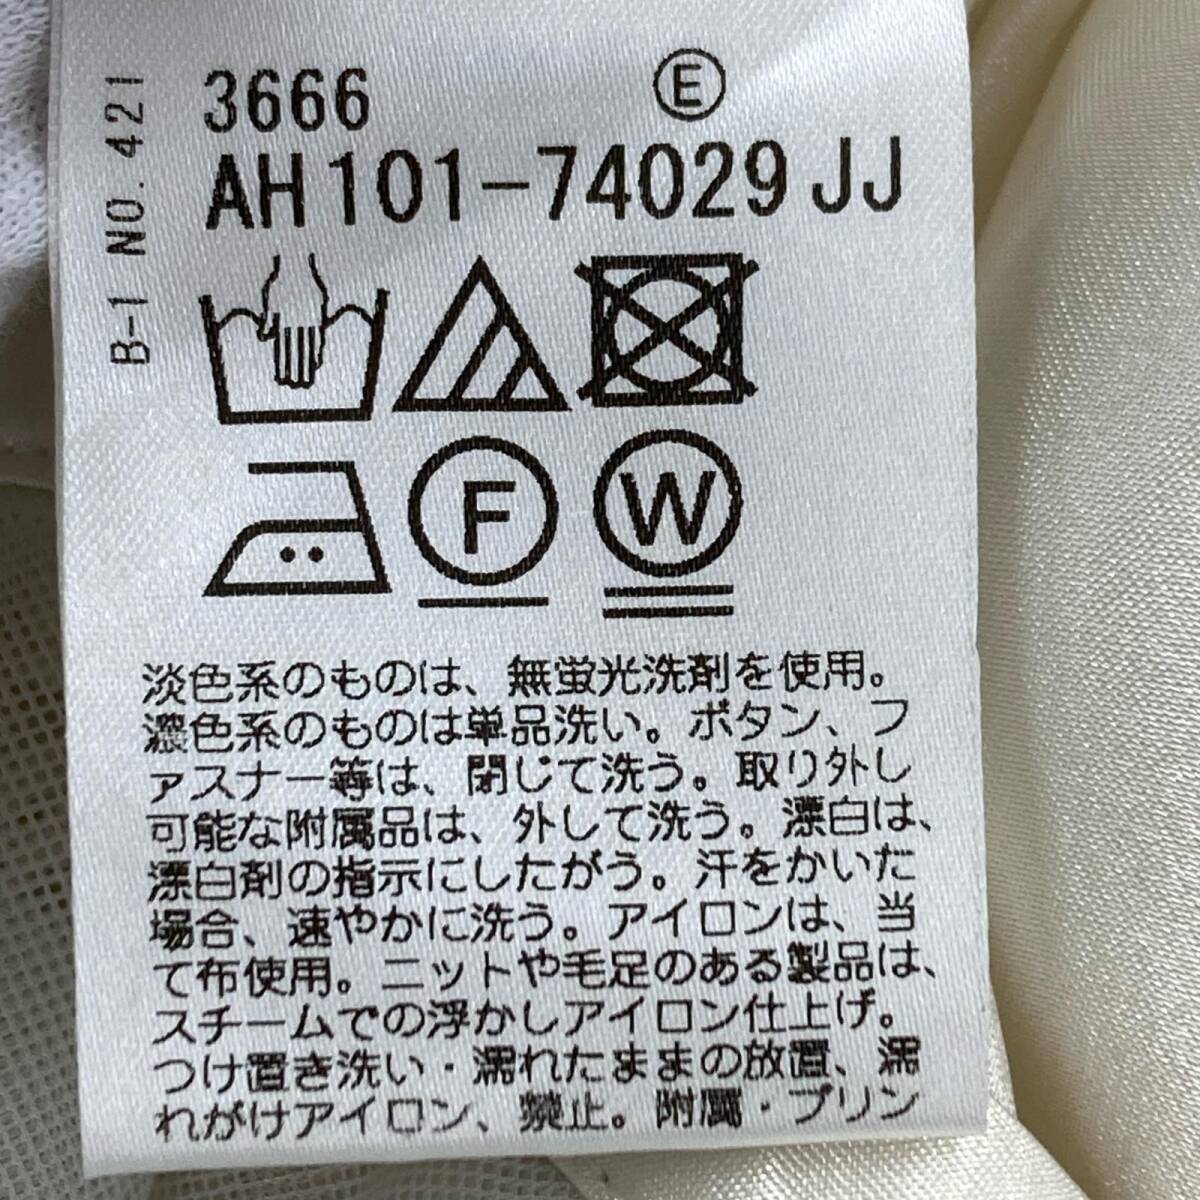 B-1 NO.421
3666 Ⓔ
AH101-74029 JJ
F W
淡色系のものは、無蛍光洗剤を使用。
濃色系のものは単品洗い。ボタン、フ
ァスナー等は、閉じて洗う。取り外し
可能な附属品は、外して洗う。漂白は、
漂白剤の指示にしたがう。汗をかいた
場合、速やかに洗う。アイロンは、当
て布使用。ニットや毛足のある製品は、
スチームでの浮かしアイロン仕上げ。
つけ置き洗い・濡れたままの放置、濡
れがけアイロン、禁止。附属・プリン